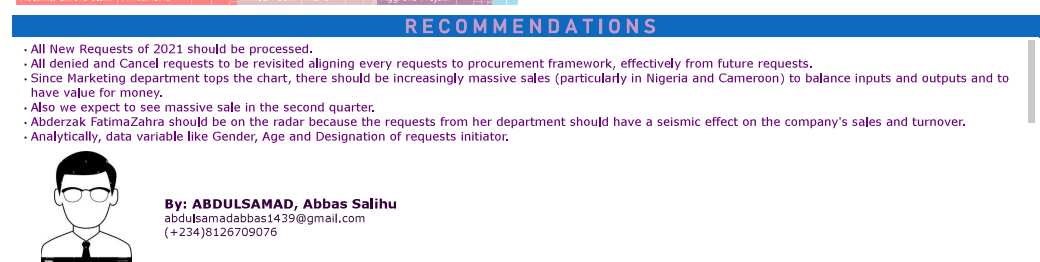 RECOMMENDATIONS
· All New Requests of 2021 should be processed.
· All denied and Cancel requests to be revisited aligning every requests to procurement framework, effectively from future requests.
· Since Marketing department tops the chart, there should be increasingly massive sales (particularly in Nigeria and Cameroon) to balance inputs and outputs and to
have value for money.
· Also we expect to see massive sale in the second quarter.
· Abderzak FatimaZahra should be on the radar because the requests from her department should have a seismic effect on the company's sales and turnover.
· Analytically, data variable like Gender, Age and Designation of requests initiator.
By: ABDULSAMAD, Abbas Salihu
abdulsamadabbas1439@gmail.com
(+234)8126709076